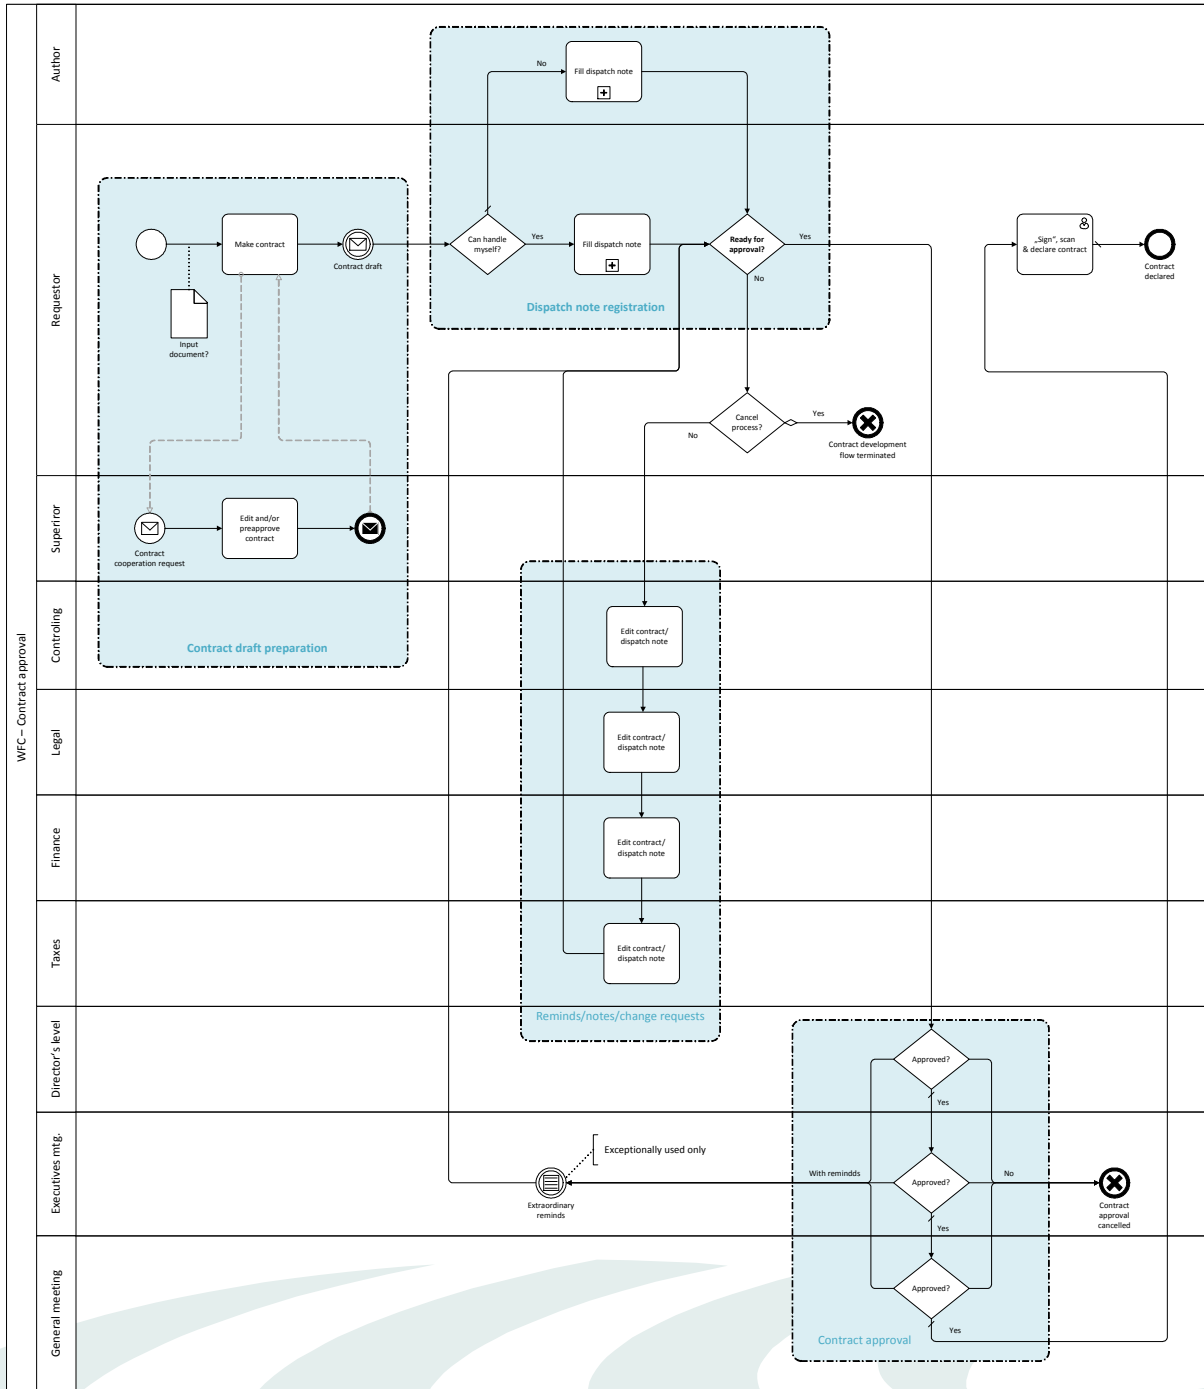 WFC – Contract approval
Author
No
Fill dispatch note
Requestor
Make contract
Contract draft
Input
document?
Can handle
myself?
Yes
Fill dispatch note
Ready for
approval?
Yes
No
Dispatch note registration
„Sign", scan
& declare contract
Contract
declared
Cancel
process?
Yes
No
Contract development
flow terminated
Superiror
Contract
cooperation request
Edit and/or
preapprove
contract
Controling
Contract draft preparation
Edit contract/
dispatch note
Legal
Edit contract/
dispatch note
Finance
Edit contract/
dispatch note
Taxes
Edit contract/
dispatch note
Director's level
Reminds/notes/change requests
Approved?
Yes
Executives mtg.
Exceptionally used only
Extraordinary
reminds
With remindds
Approved?
No
Yes
Contract
approval
cancelled
General meeting
Approved?
Yes
Contract approval